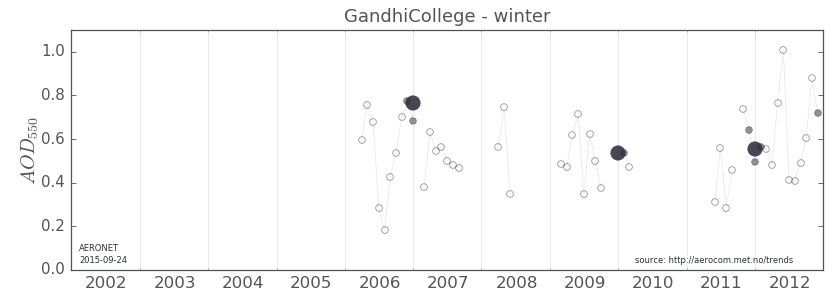 GandhiCollege - winter
1.0
0.8
0.6
0.4
0.2
0.0
AOD550
AERONET
2015-09-24
source: http://aerocom.met.no/trends
2002 2003 2004 2005 2006 2007 2008 2009 2010 2011 2012